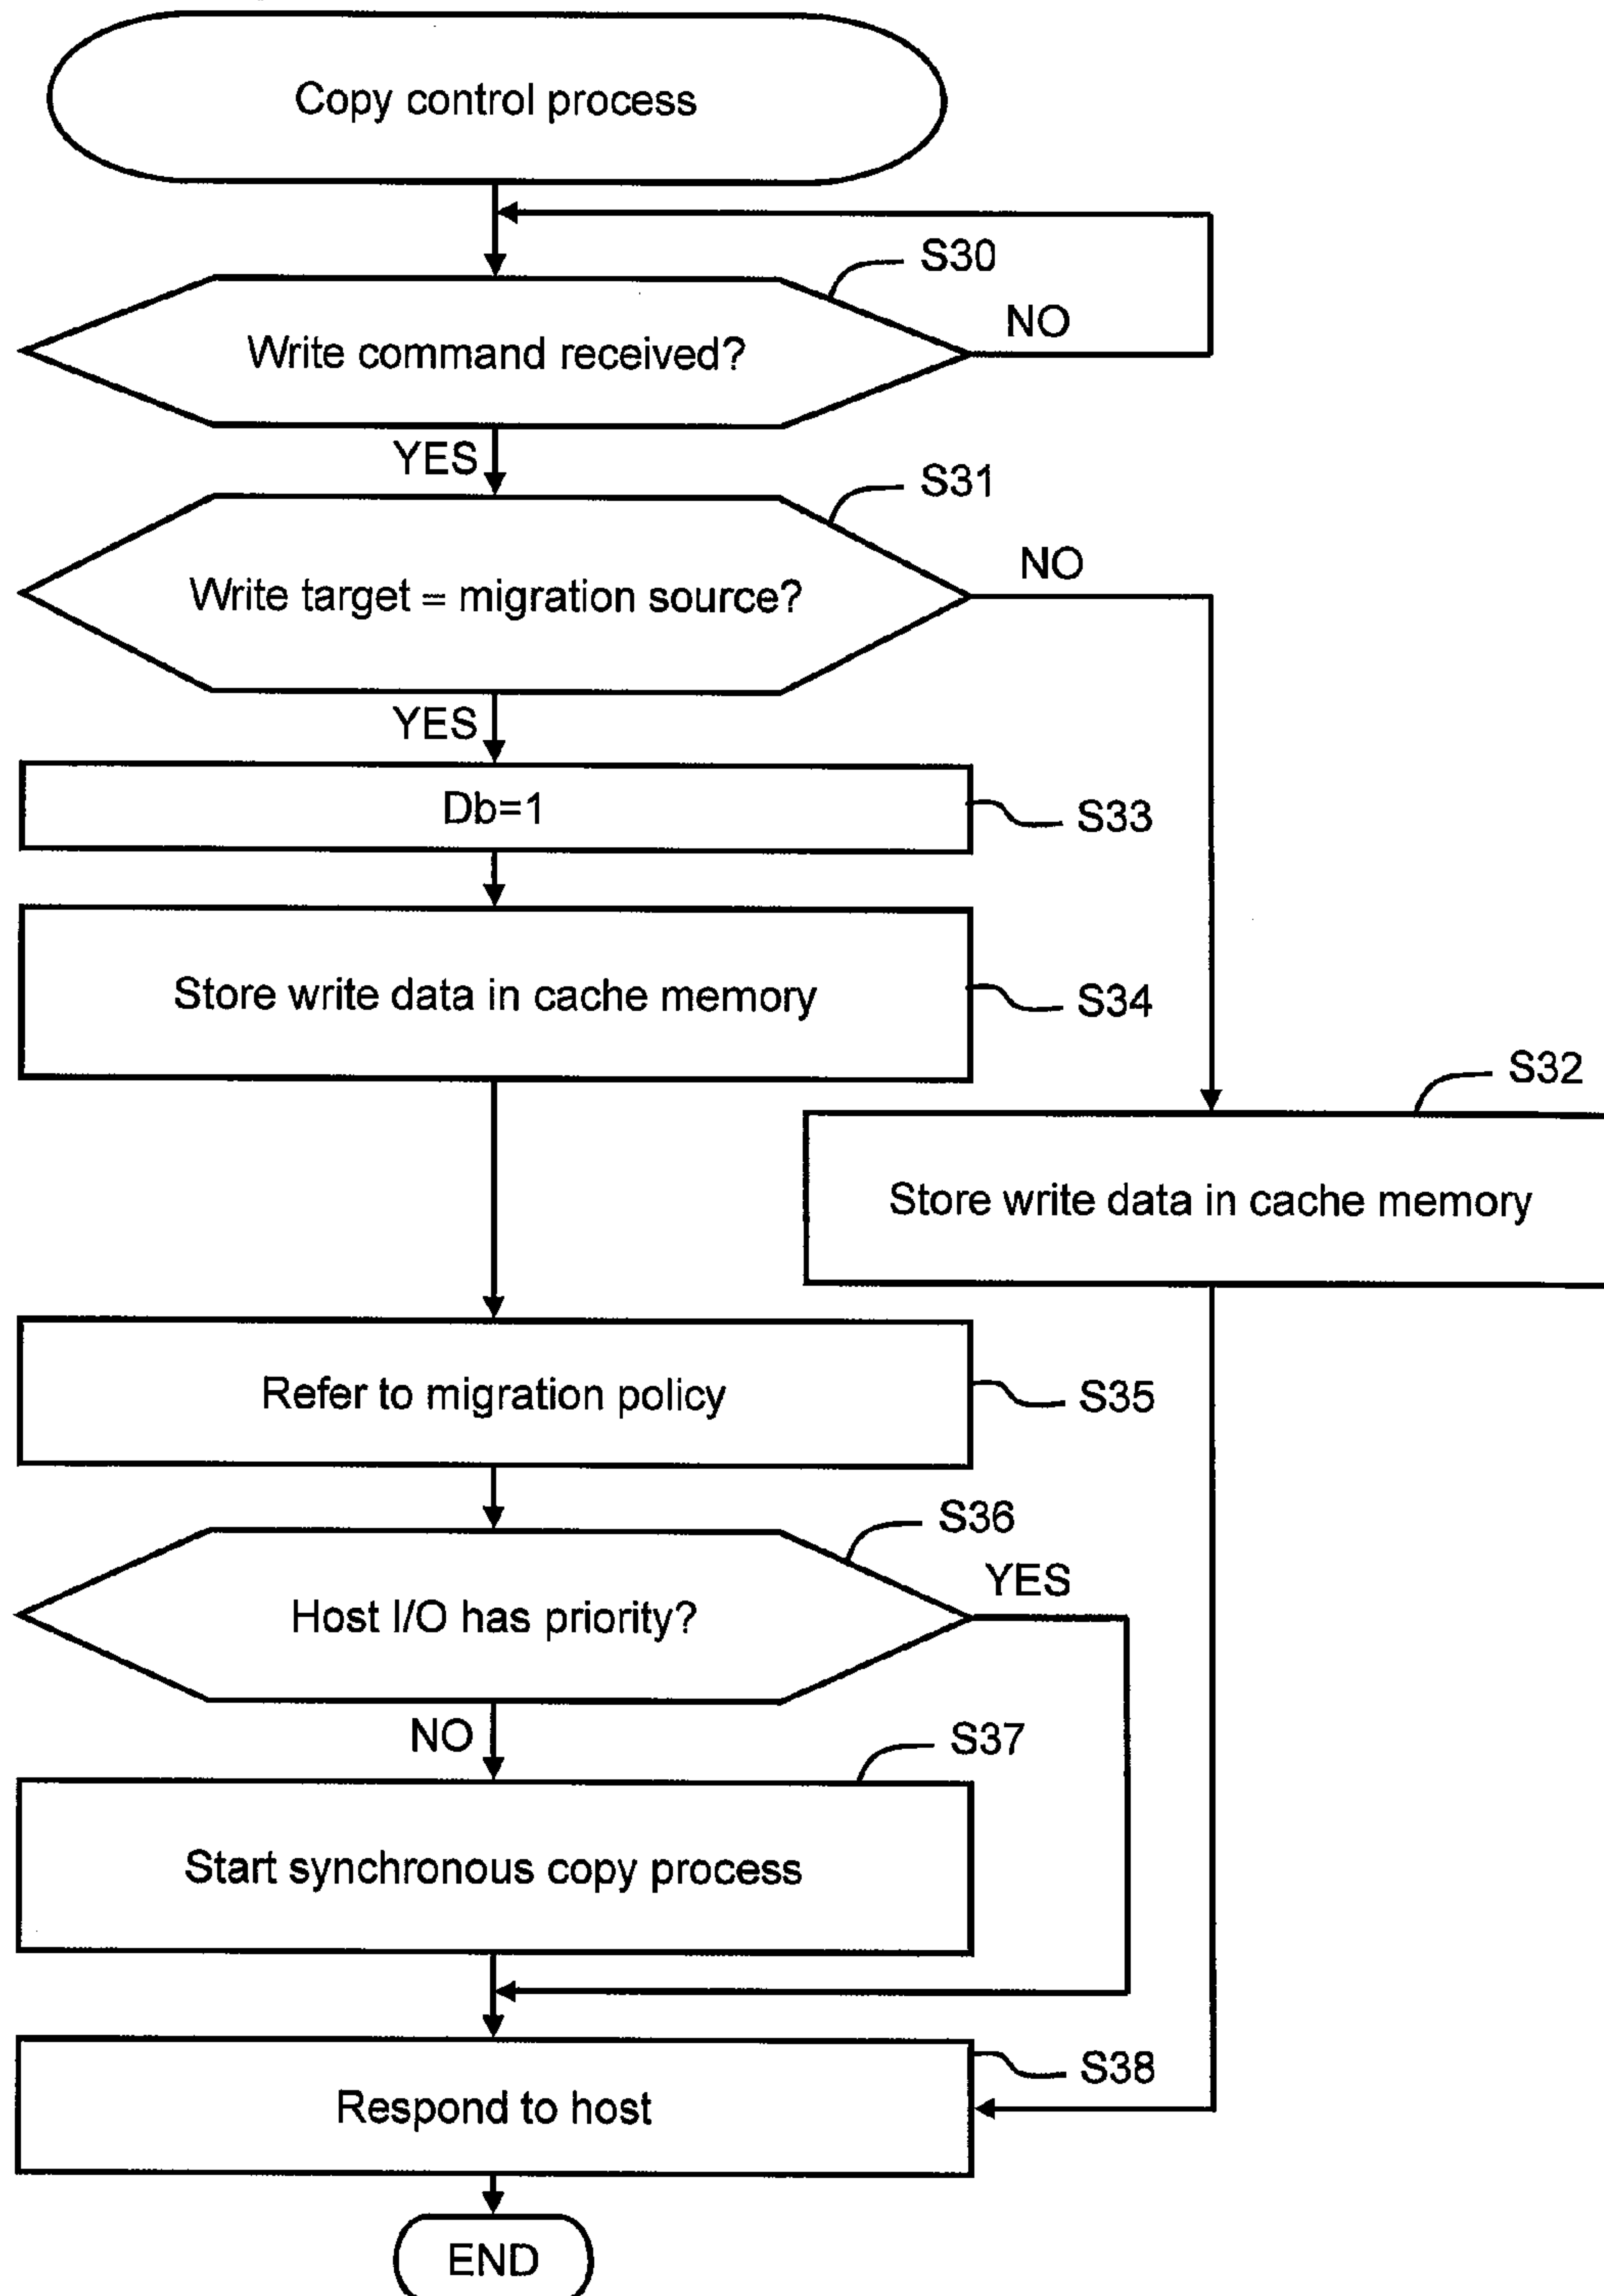 Copy control process
S30
Write command received?
NO
YES
S31
Write target = migration source?
NO
YES
Db=1
S33
Store write data in cache memory
S34
S32
Store write data in cache memory
Refer to migration policy
S35
S36
Host I/O has priority?
YES
NO
S37
Start synchronous copy process
S38
Respond to host
END